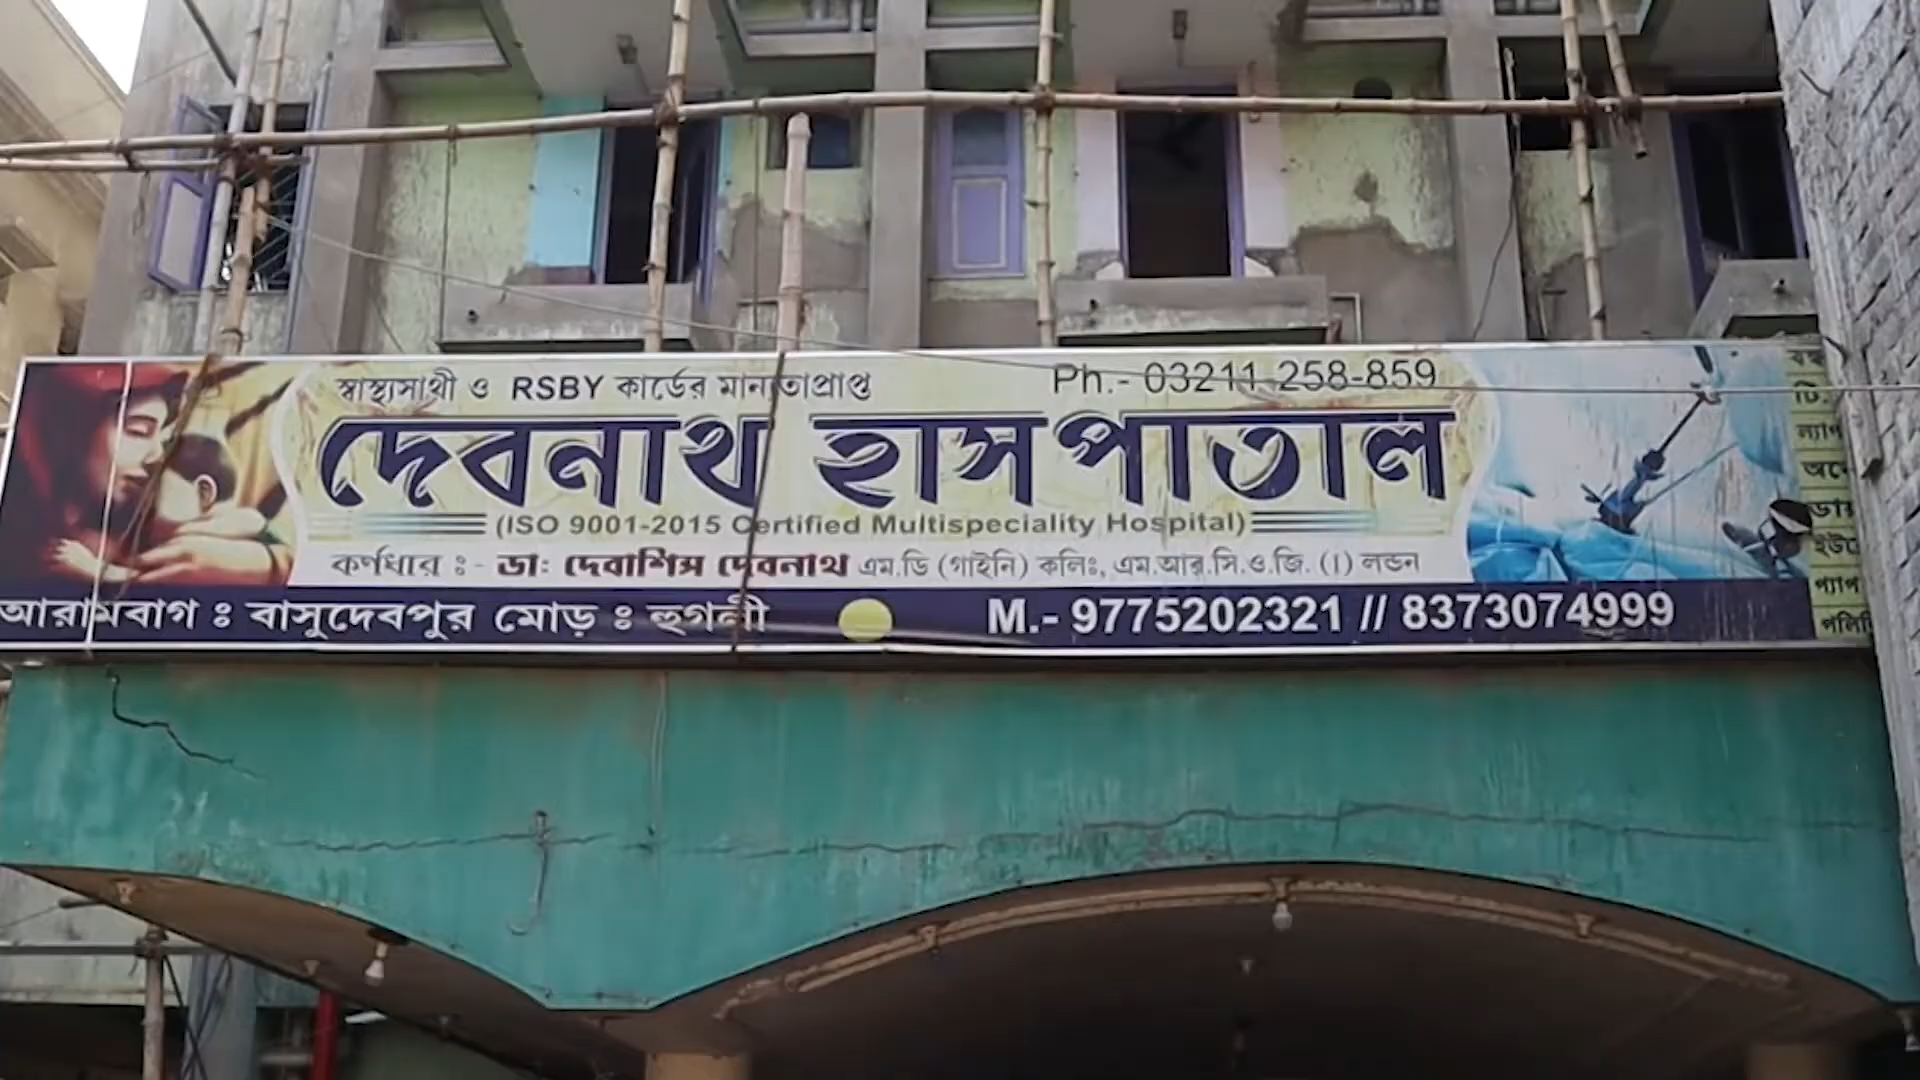 স্বাস্থ্যসাথী ও RSBY কার্ডের মান্যতাপ্রাপ্ত
Ph.- 03211-258-859
দেবনাথ হাসপাতাল
(ISO 9001-2015 Certified Multispeciality Hospital)
কর্ণধার ঃ- ডাঃ দেবাশিস দেবনাথ এম.ডি (গাইনি) কলিঃ, এম.আর.সি.ও.জি. (I) লন্ডন
আরামবাগ ঃ বাসুদেবপুর মোড় ঃ হুগলী
M.- 9775202321 // 8373074999